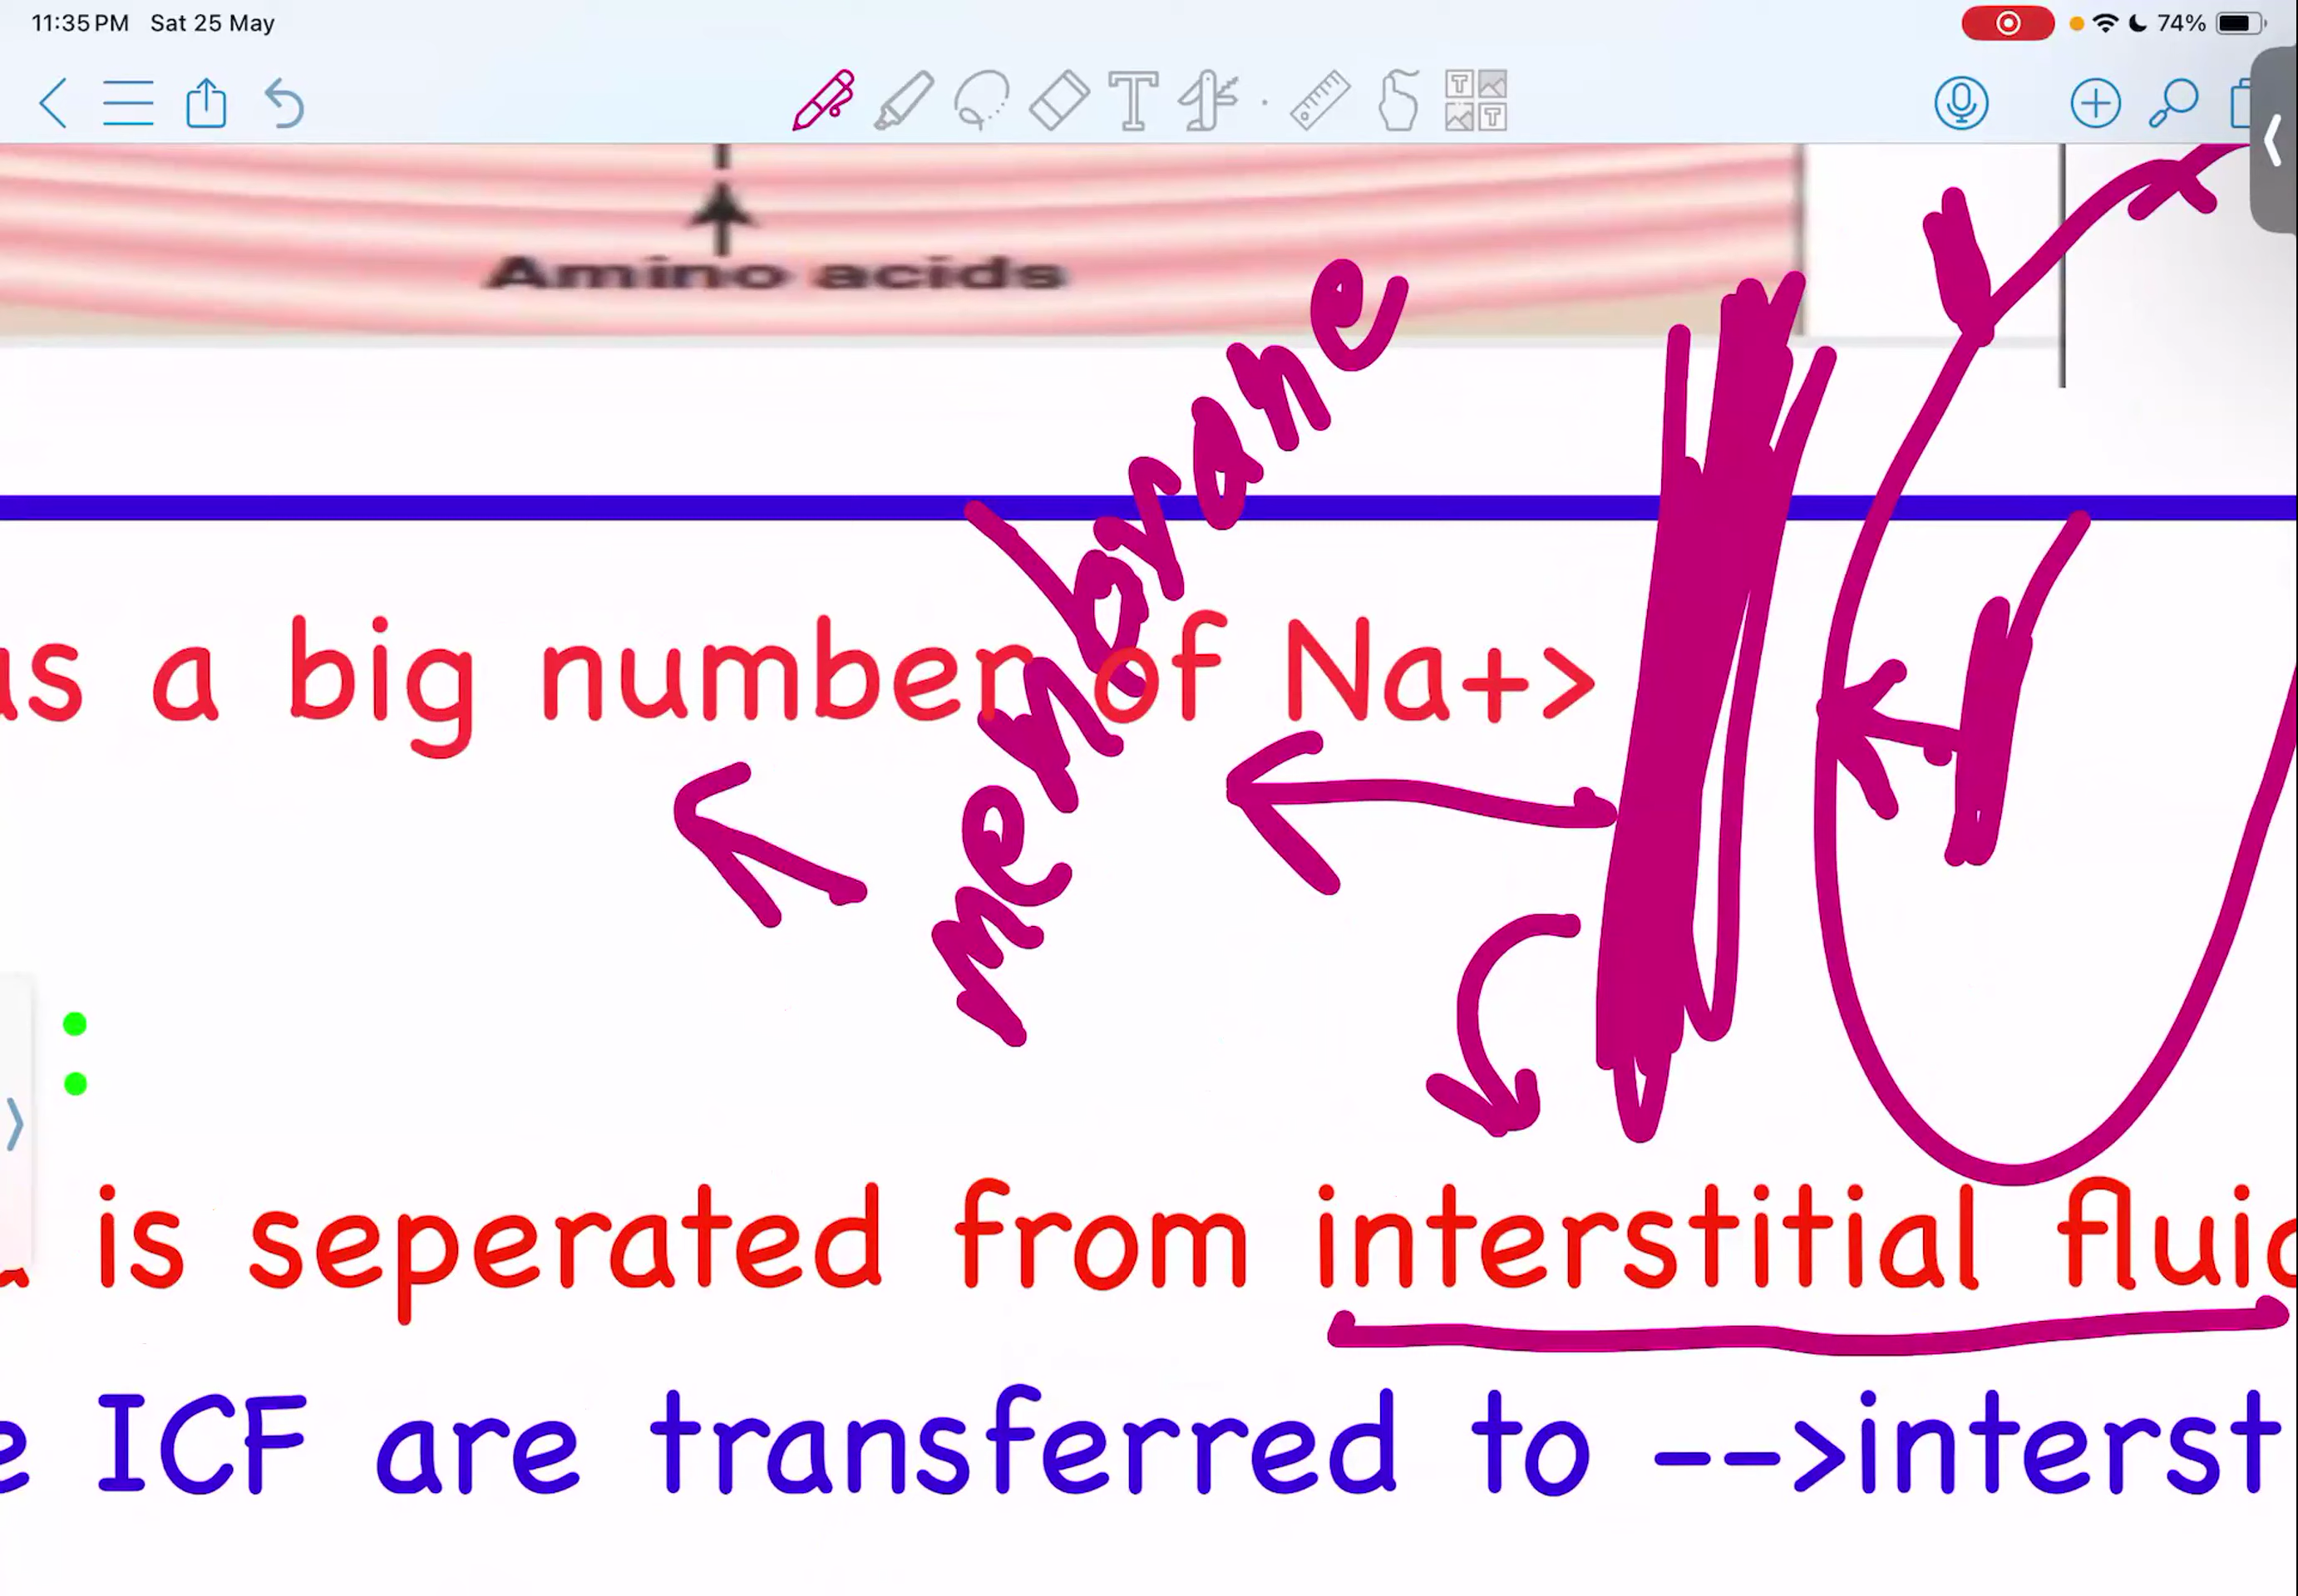 11:35 PM Sat 25 May 74%
Amino acids
membrane
as a big number of Na+>
is seperated from interstitial fluid
e ICF are transferred to -->interst